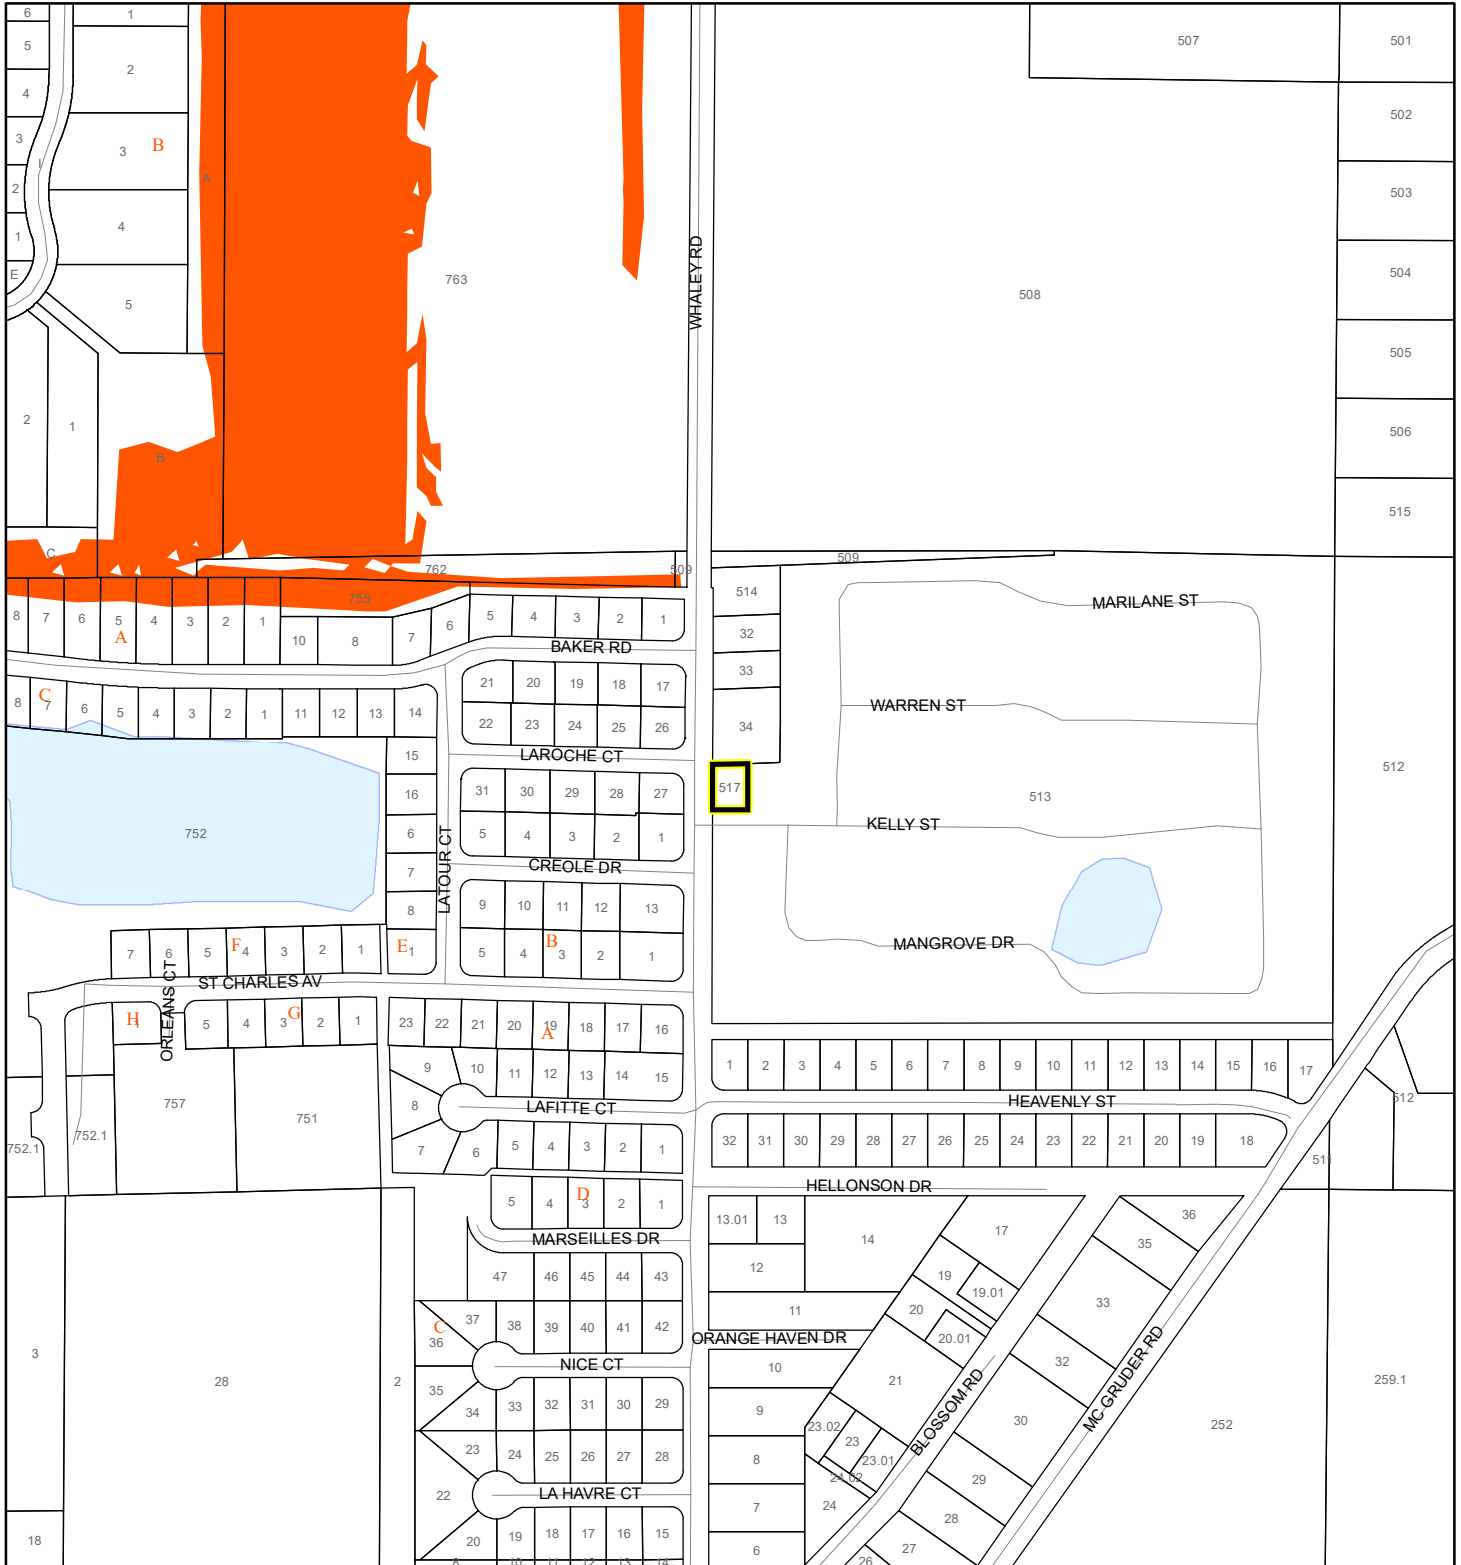 6 1 507 501
5 2
4 502
3 3 B
I A
2 503
1 4
E WHALEY RD 504
763 508
5
505
2 1 506
B
515
C 509
762 509
755 514 MARILANE ST
8 7 6 5 4 3 2 1 10 8 7 6 5 4 3 2 1 32
A
BAKER RD
33
21 20 19 18 17
C
8 7 6 5 4 3 2 1 11 12 13 14 WARREN ST
22 23 24 25 26 34
15 LAROCHE CT
512
16 31 30 29 28 27 517 513
752 6 5 4 3 2 1 KELLY ST
LATOUR CT
7 CREOLE DR
8 9 10 11 12 13
7 6 5 F 4 3 2 1 E 1 5 4 B 3 2 1 MANGROVE DR
ST CHARLES AV
ORLEANS CT
H 5 4 G 3 2 1 23 22 21 20 19 18 17 16
A
9 10 11 12 13 14 15 1 2 3 4 5 6 7 8 9 10 11 12 13 14 15 16 17
757 751 8 LAFITTE CT HEAVENLY ST 512
752.1 752.1 7 6 5 4 3 2 1 32 31 30 29 28 27 26 25 24 23 22 21 20 19 18
511
HELLONSON DR
5 4 D 3 2 1 13.01 13 14 17 36
MARSEILLES DR 35
47 46 45 44 43 12 19 19.01
33
C 37 38 39 40 41 42 11 20 20.01
36 ORANGE HAVEN DR
3 NICE CT 10 32
28 2 35 21 259.1
MC GRUDER RD
BLOSSOM RD
34 33 32 31 30 29 9 30 252
23.02 23
23 24 25 26 27 28 8 23.01
24.02 29
22 LA HAVRE CT
7 24 28
18 20 19 18 17 16 15
6 27
26
8 10 11 12 13 14